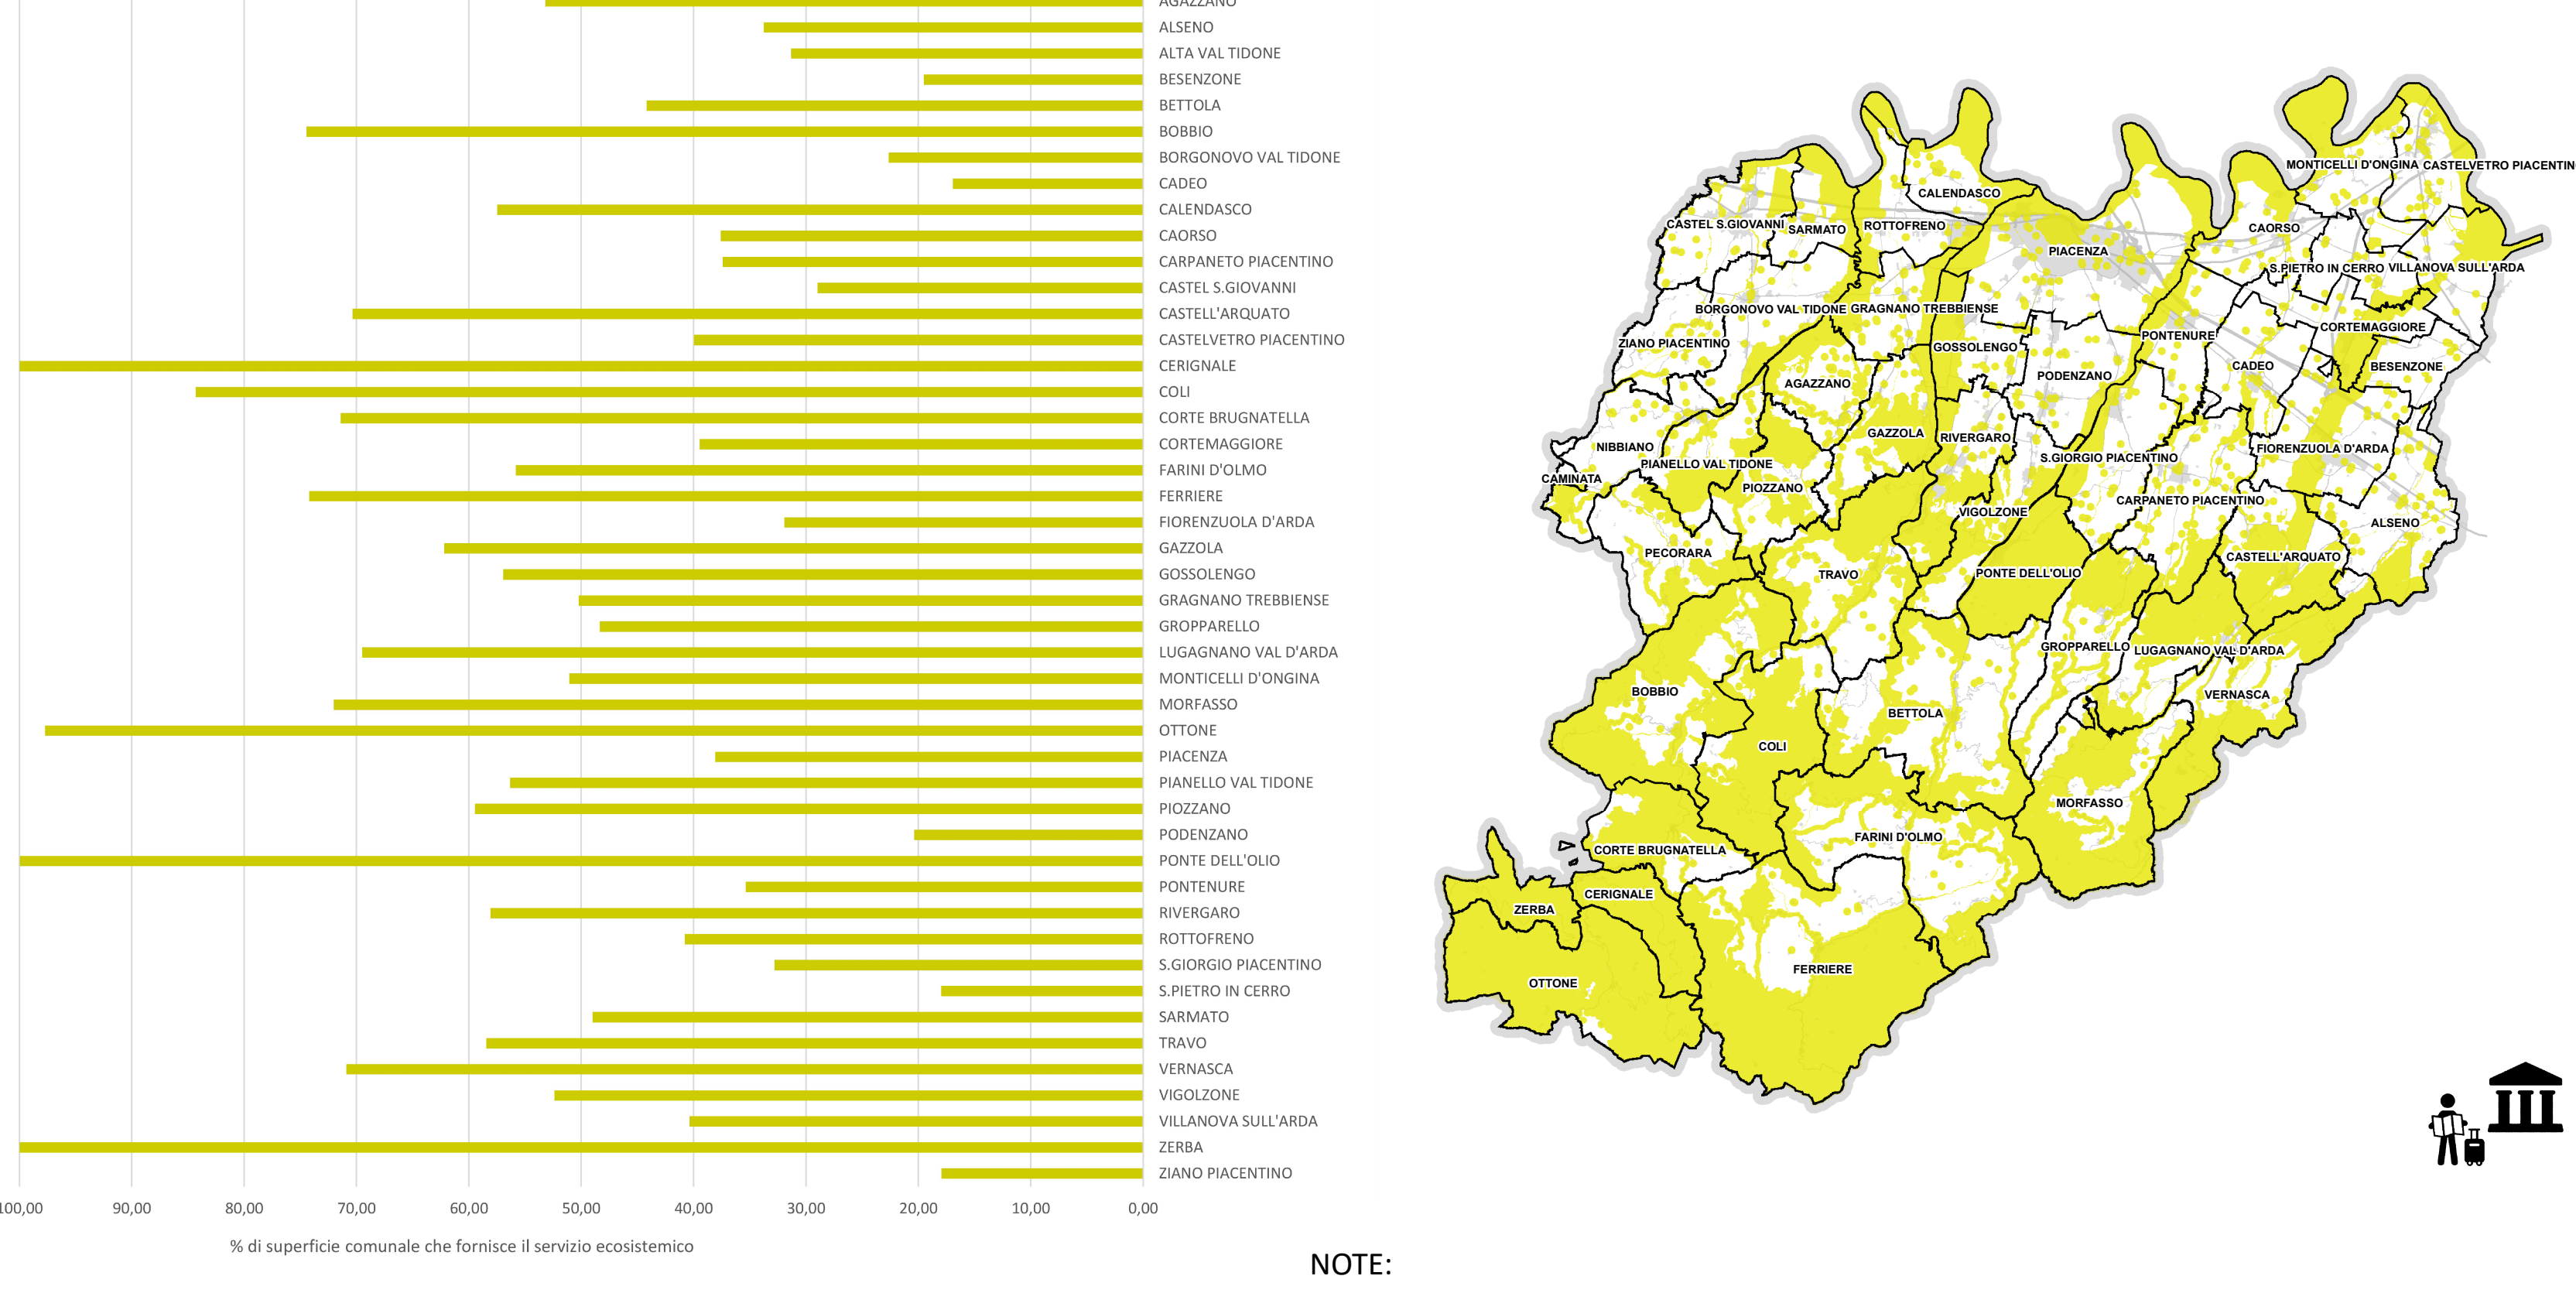 AGAZZANO
ALSENO
ALTA VAL TIDONE
BESENZONE
BETTOLA
BOBBIO
BORGONOVO VAL TIDONE
CADEO
CALENDASCO
CAORSO
CARPANETO PIACENTINO
CASTEL S.GIOVANNI
CASTELL'ARQUATO
CASTELVETRO PIACENTINO
CERIGNALE
COLI
CORTE BRUGNATELLA
CORTEMAGGIORE
FARINI D'OLMO
FERRIERE
FIORENZUOLA D'ARDA
GAZZOLA
GOSSOLENGO
GRAGNANO TREBBIENSE
GROPPARELLO
LUGAGNANO VAL D'ARDA
MONTICELLI D'ONGINA
MORFASSO
OTTONE
PIACENZA
PIANELLO VAL TIDONE
PIOZZANO
PODENZANO
PONTE DELL'OLIO
PONTENURE
RIVERGARO
ROTTOFRENO
S.GIORGIO PIACENTINO
S.PIETRO IN CERRO
SARMATO
TRAVO
VERNASCA
VIGOLZONE
VILLANOVA SULL'ARDA
ZERBA
ZIANO PIACENTINO
100,00 90,00 80,00 70,00 60,00 50,00 40,00 30,00 20,00 10,00 0,00
% di superficie comunale che fornisce il servizio ecosistemico
MONTICELLI D'ONGINA CASTELVETRO PIACENTIN
CALENDASCO
CASTEL S.GIOVANNI SARMATO ROTTOFRENO CAORSO
PIACENZA
S.PIETRO IN CERRO VILLANOVA SULL'ARDA
BORGONOVO VAL TIDONE GRAGNANO TREBBIENSE
CORTEMAGGIORE
ZIANO PIACENTINO GOSSOLENGO PONTENURE
CADEO BESENZONE
AGAZZANO PODENZANO
GAZZOLA RIVERGARO
NIBBIANO FIORENZUOLA D'ARDA
PIANELLO VAL TIDONE S.GIORGIO PIACENTINO
CAMINATA PIOZZANO
CARPANETO PIACENTINO
VIGOLZONE ALSENO
PECORARA CASTELL'ARQUATO
TRAVO PONTE DELL'OLIO
GROPPARELLO LUGAGNANO VAL D'ARDA
BOBBIO VERNASCA
BETTOLA
COLI
MORFASSO
FARINI D'OLMO
CORTE BRUGNATELLA
CERIGNALE
ZERBA
FERRIERE
OTTONE
NOTE: